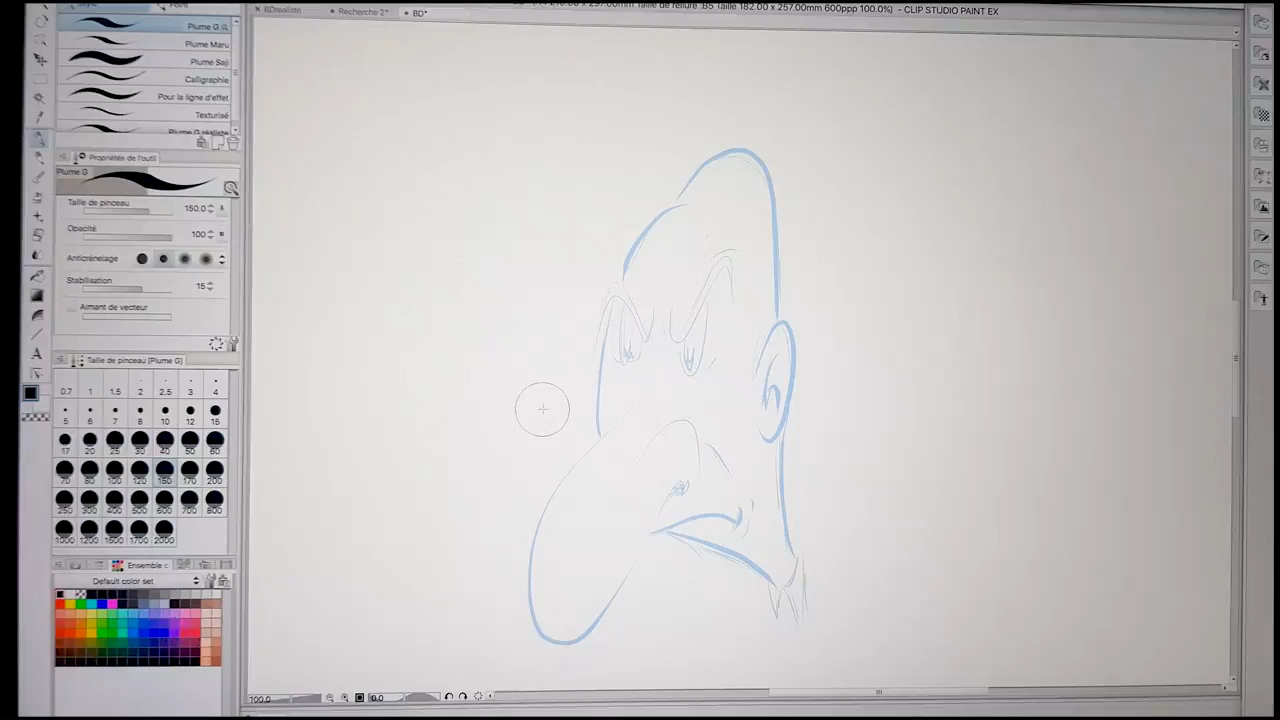 BDrealiste
Recherche 2*
BD*
de reliure :B5 Taille 182.00 x 257.00mm 600ppp 100.0%) - CLIP STUDIO PAINT EX
Plume G
Plume Maru
Plume Saji
Calligraphie
Pour la ligne d'effet
Texturisé
Plume G réaliste
Propriétés de l'outil
Plume G
Taille de pinceau 150.0
Opacité 100
Anticrénelage
Stabilisation 15
Aimant de vecteur
Taille de pinceau [Plume G]
0.7 1 1.5 2 2.5 3 4
5 6 7 8 10 12 15
17 20 25 30 40 50 60
70 80 100 120 150 170 200
250 300 400 500 600 700 800
1000 1200 1500 1700 2000
Ensemble c
Default color set
100.0 0.0